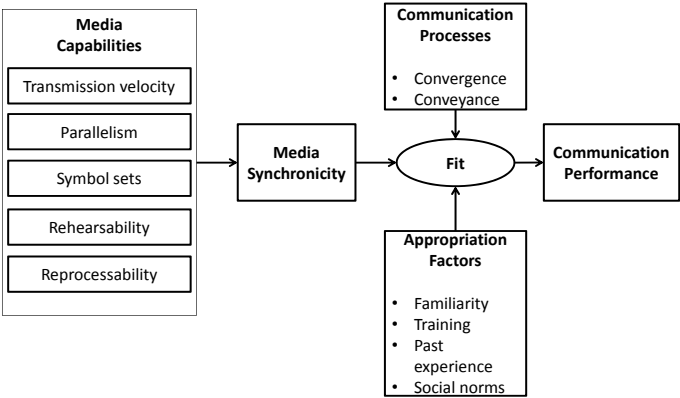 Media
Capabilities
Transmission velocity
Parallelism
Symbol sets
Rehearsability
Reprocessability
Media
Synchronicity
Communication
Processes
• Convergence
• Conveyance
Fit
Appropriation
Factors
• Familiarity
• Training
• Past
experience
• Social norms
Communication
Performance